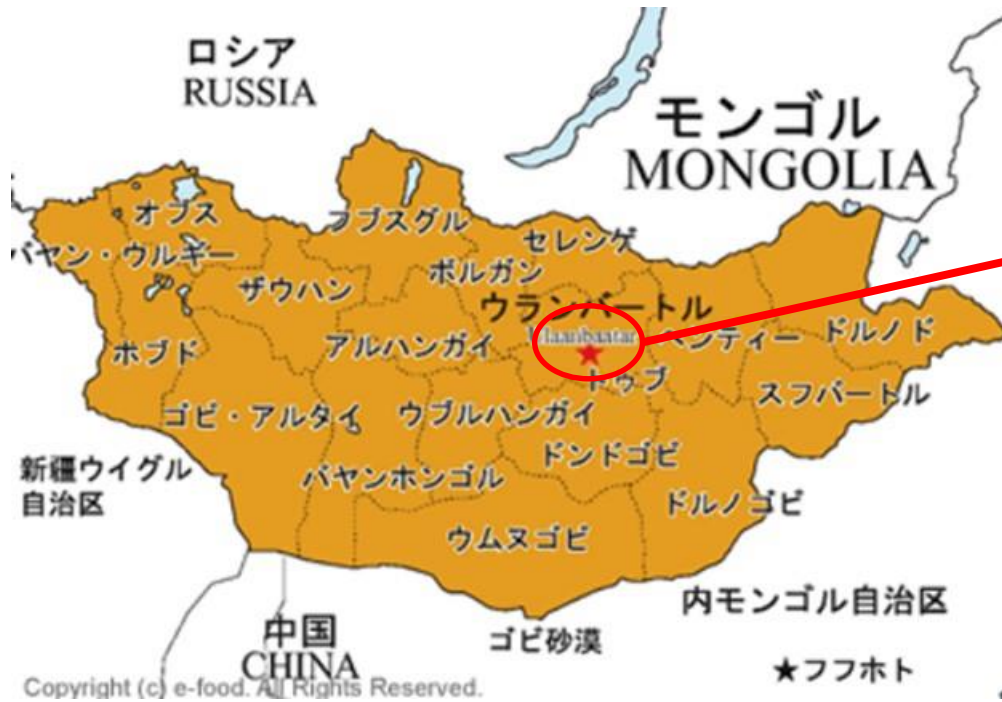 ロシア
RUSSIA
モンゴル
MONGOLIA
オブス
フブスグル
セレンゲ
バヤン・ウルギー
ボルガン
ザウハン
ウランバートル
Ulaanbaatar
ホブド
アルハンガイ
ヘンティー
ドルノド
トゥブ
スフバートル
ゴビ・アルタイ
ウブルハンガイ
ドンドゴビ
新疆ウイグル
自治区
バヤンホンゴル
ドルノゴビ
ウムヌゴビ
内モンゴル自治区
中国
CHINA
ゴビ砂漠
★フフホト
Copyright (c) e-food. All Rights Reserved.